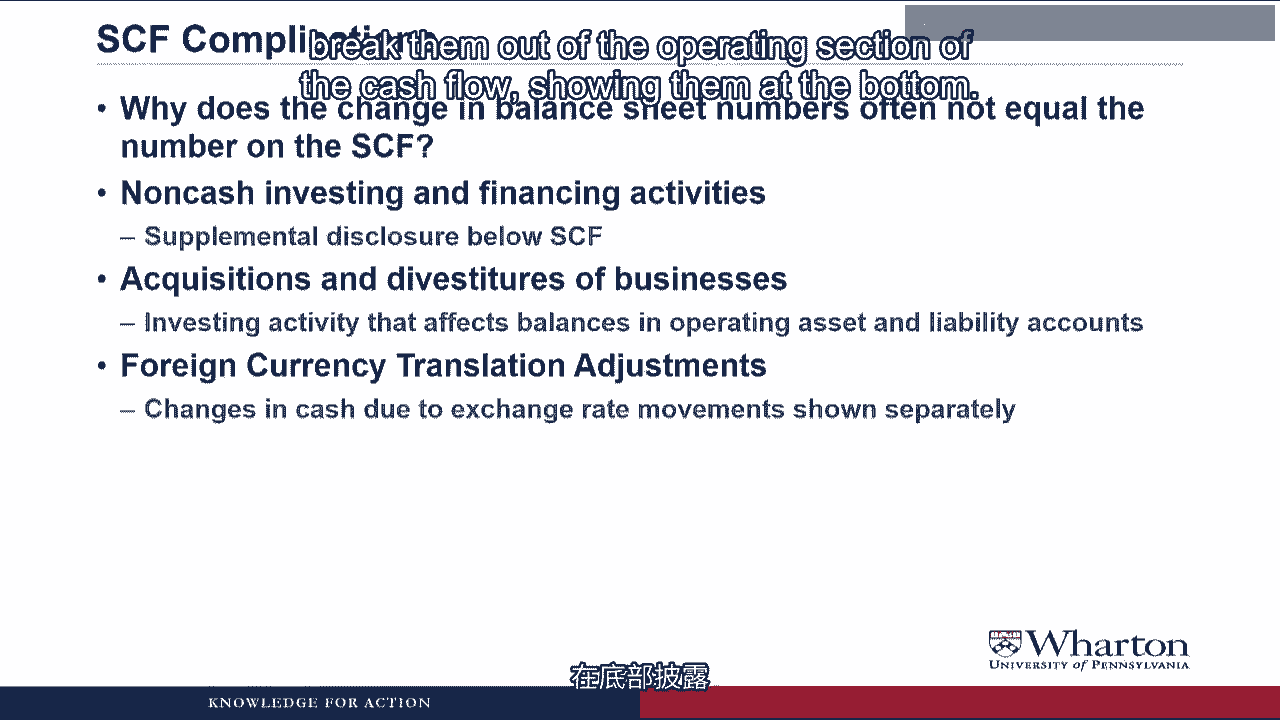 SCF Complications
break them out of the operating section of
the cash flow, showing them at the bottom.
• Why does the change in balance sheet numbers often not equal the
number on the SCF?
• Noncash investing and financing activities
– Supplemental disclosure below SCF
• Acquisitions and divestitures of businesses
– Investing activity that affects balances in operating asset and liability accounts
• Foreign Currency Translation Adjustments
– Changes in cash due to exchange rate movements shown separately
Wharton
UNIVERSITY of PENNSYLVANIA
在底部披露
KNOWLEDGE FOR ACTION